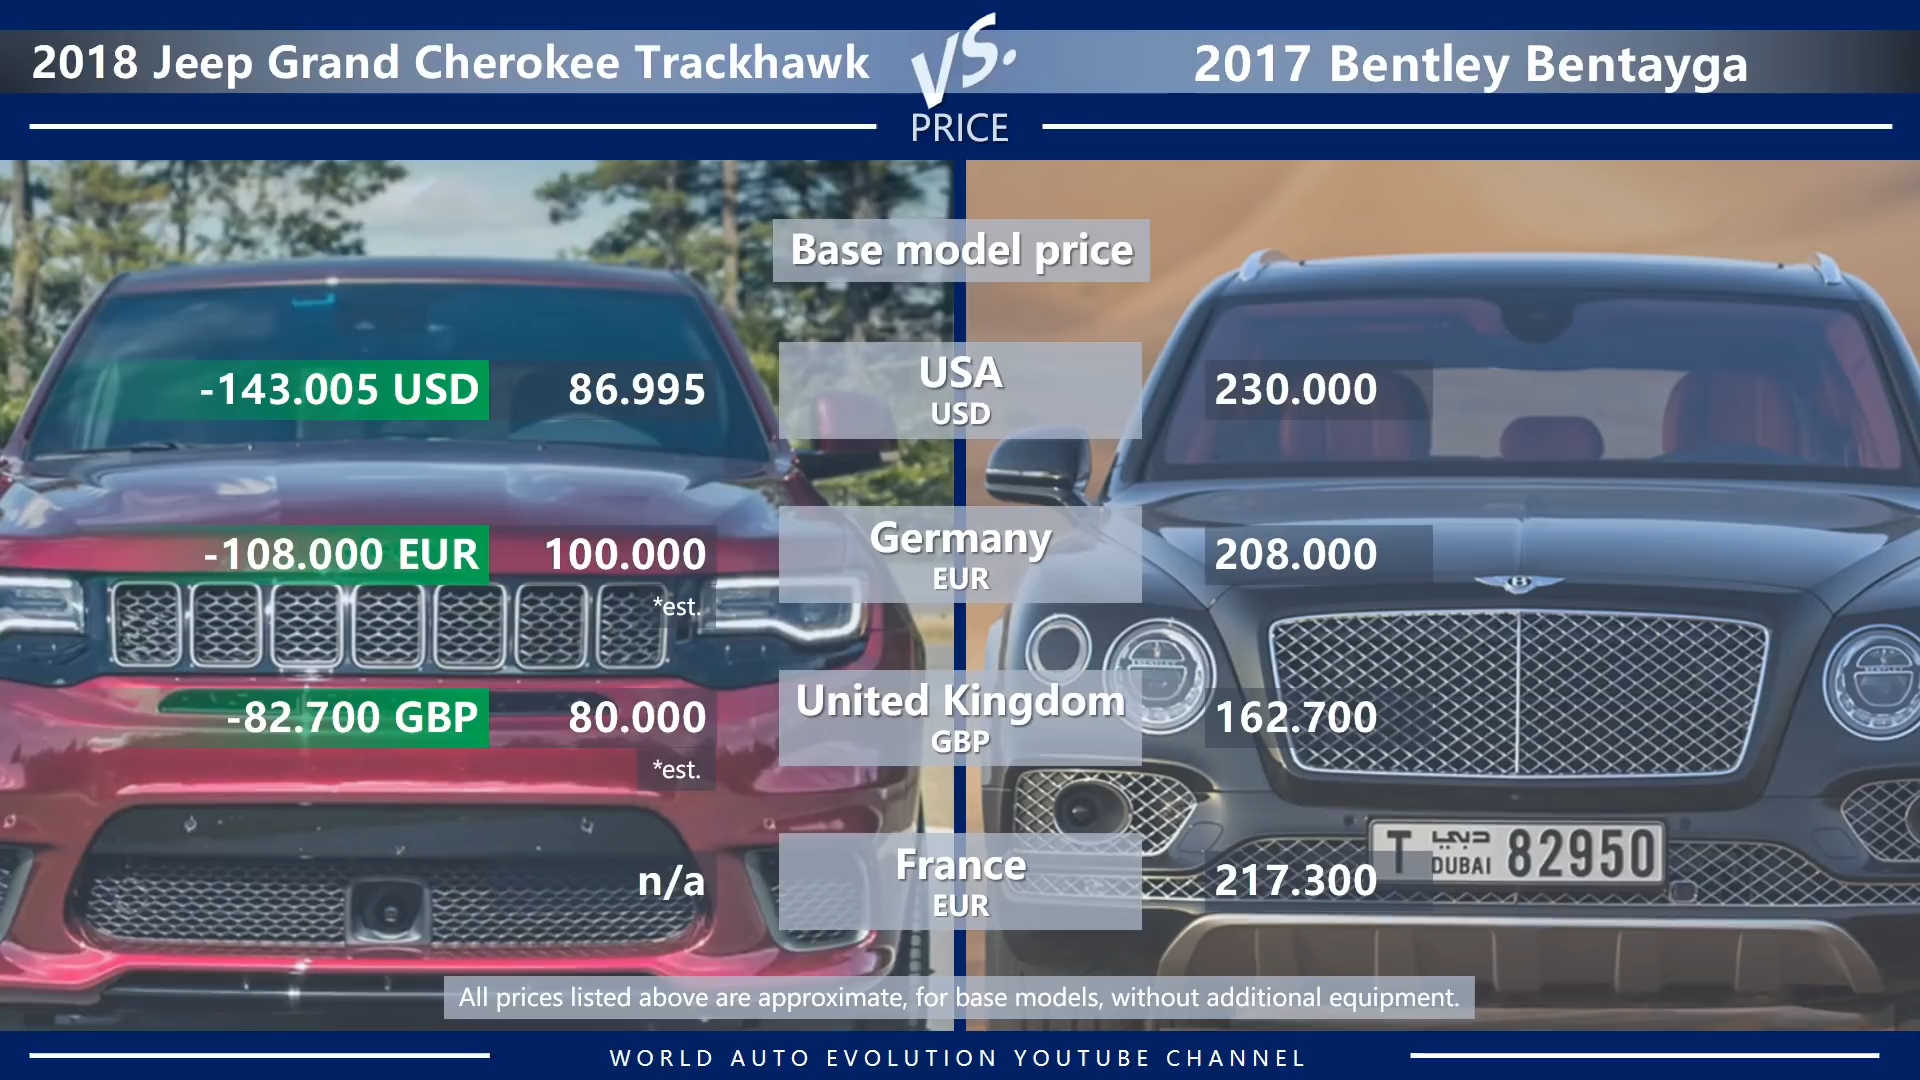 2018 Jeep Grand Cherokee Trackhawk
VS.
2017 Bentley Bentayga
PRICE
Base model price
-143.005 USD
86.995
USA
USD
230.000
-108.000 EUR
100.000
*est.
Germany
EUR
208.000
-82.700 GBP
80.000
*est.
United Kingdom
GBP
162.700
n/a
France
EUR
217.300
T دبي DUBAI 82950
All prices listed above are approximate, for base models, without additional equipment.
WORLD AUTO EVOLUTION YOUTUBE CHANNEL